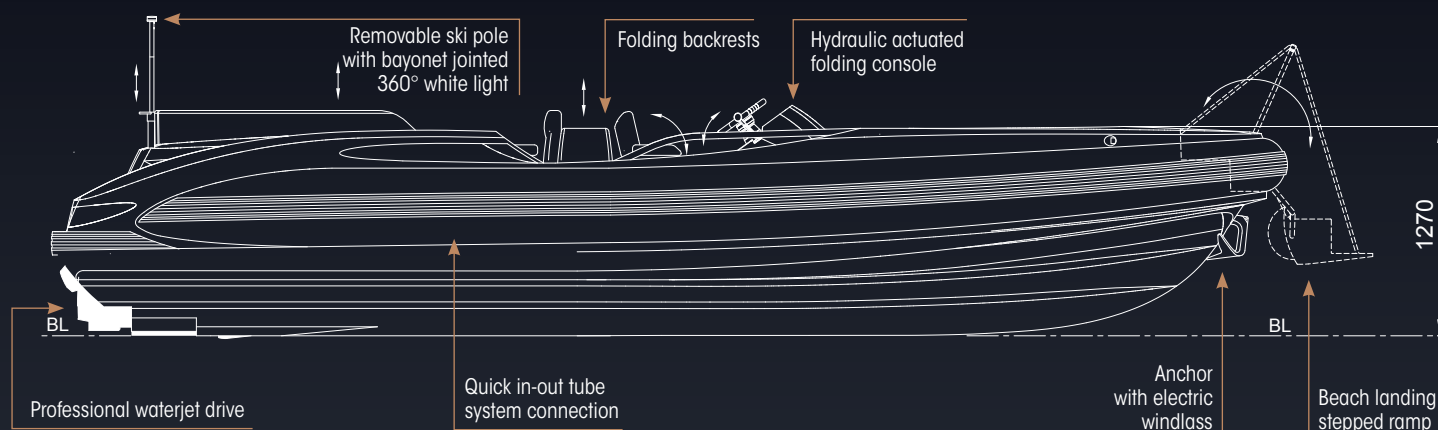 Removable ski pole
with bayonet jointed
360° white light
Folding backrests
Hydraulic actuated
folding console
1270
BL
BL
Professional waterjet drive
Quick in-out tube
system connection
Anchor
with electric
windlass
Beach landing
stepped ramp